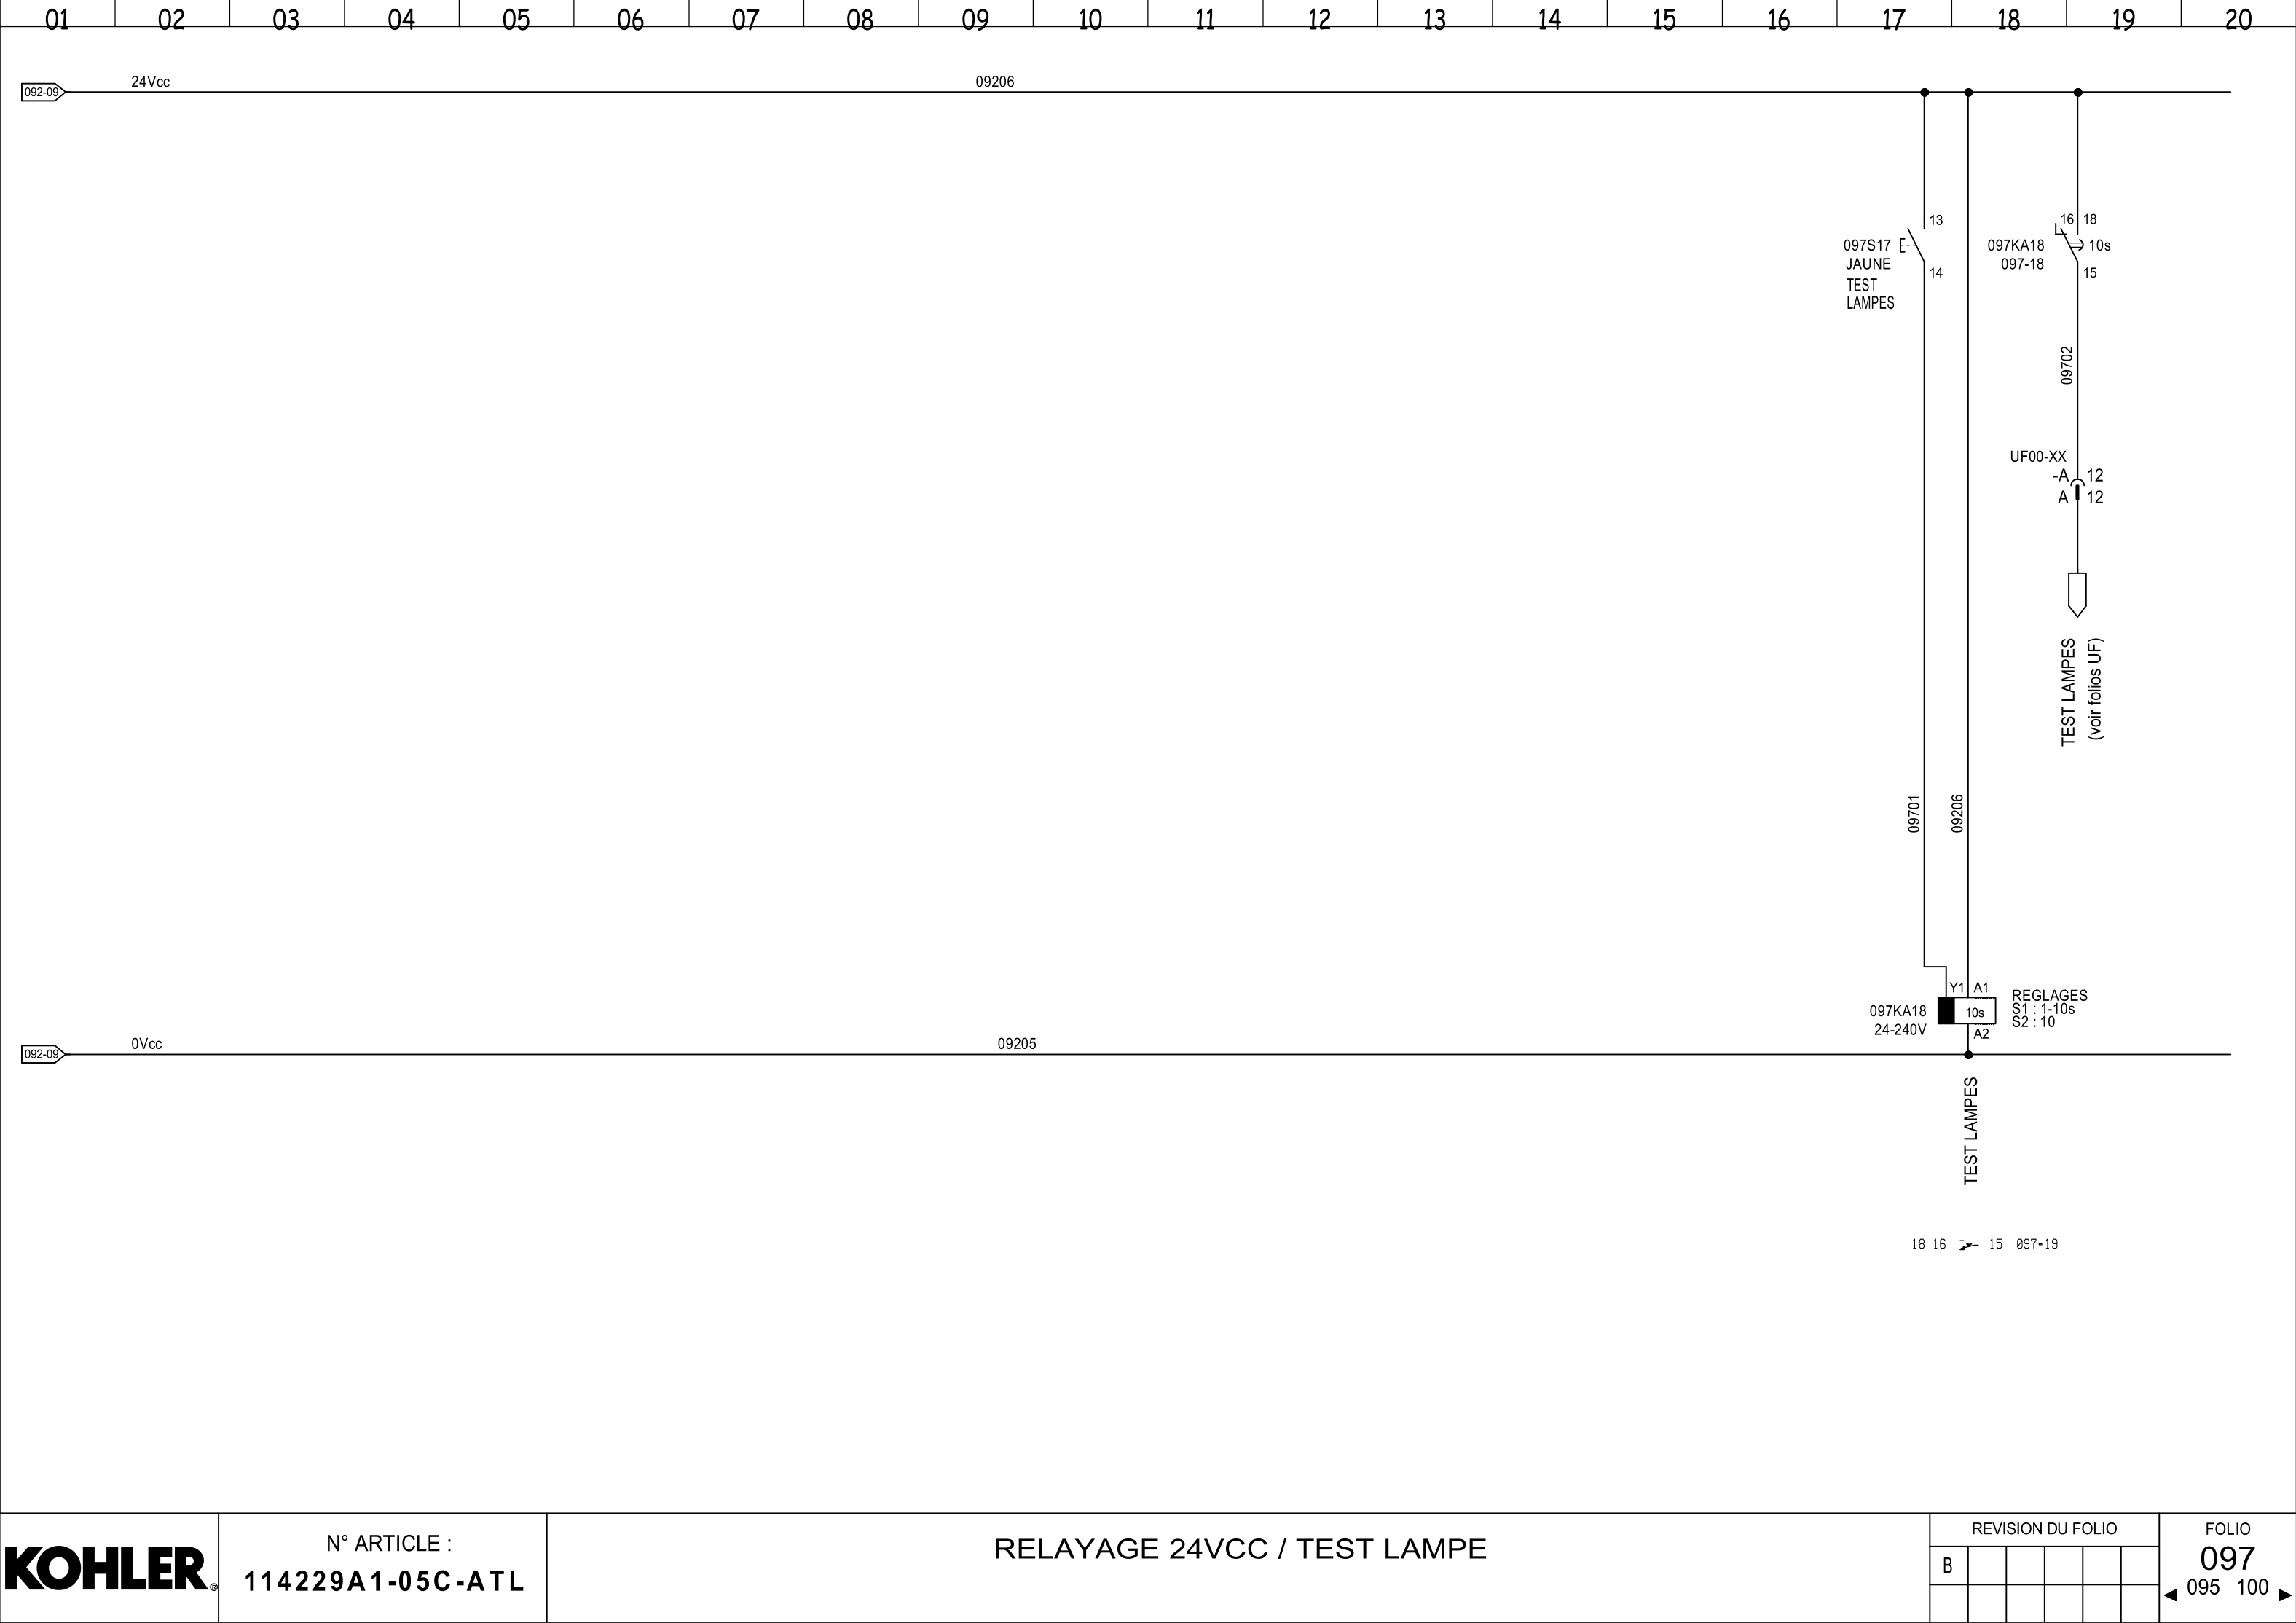 01 02 03 04 05 06 07 08 09 10 11 12 13 14 15 16 17 18 19 20
24Vcc 09206
092-09
13
16 18
097S17
097KA18 10s
JAUNE
097-18
14
15
TEST
LAMPES
09702
UF00-XX
-A 12
A 12
TEST LAMPES
(voir folios UF)
09701
09206
Y1 A1
REGLAGES
S1 : 1-10s
S2 : 10
097KA18
10s
24-240V
A2
0Vcc 09205
092-09
TEST LAMPES
18 16 15 097-19
KOHLER®
N° ARTICLE :
114229A1-05C-ATL
RELAYAGE 24VCC / TEST LAMPE
REVISION DU FOLIO
B
FOLIO
097
095 100